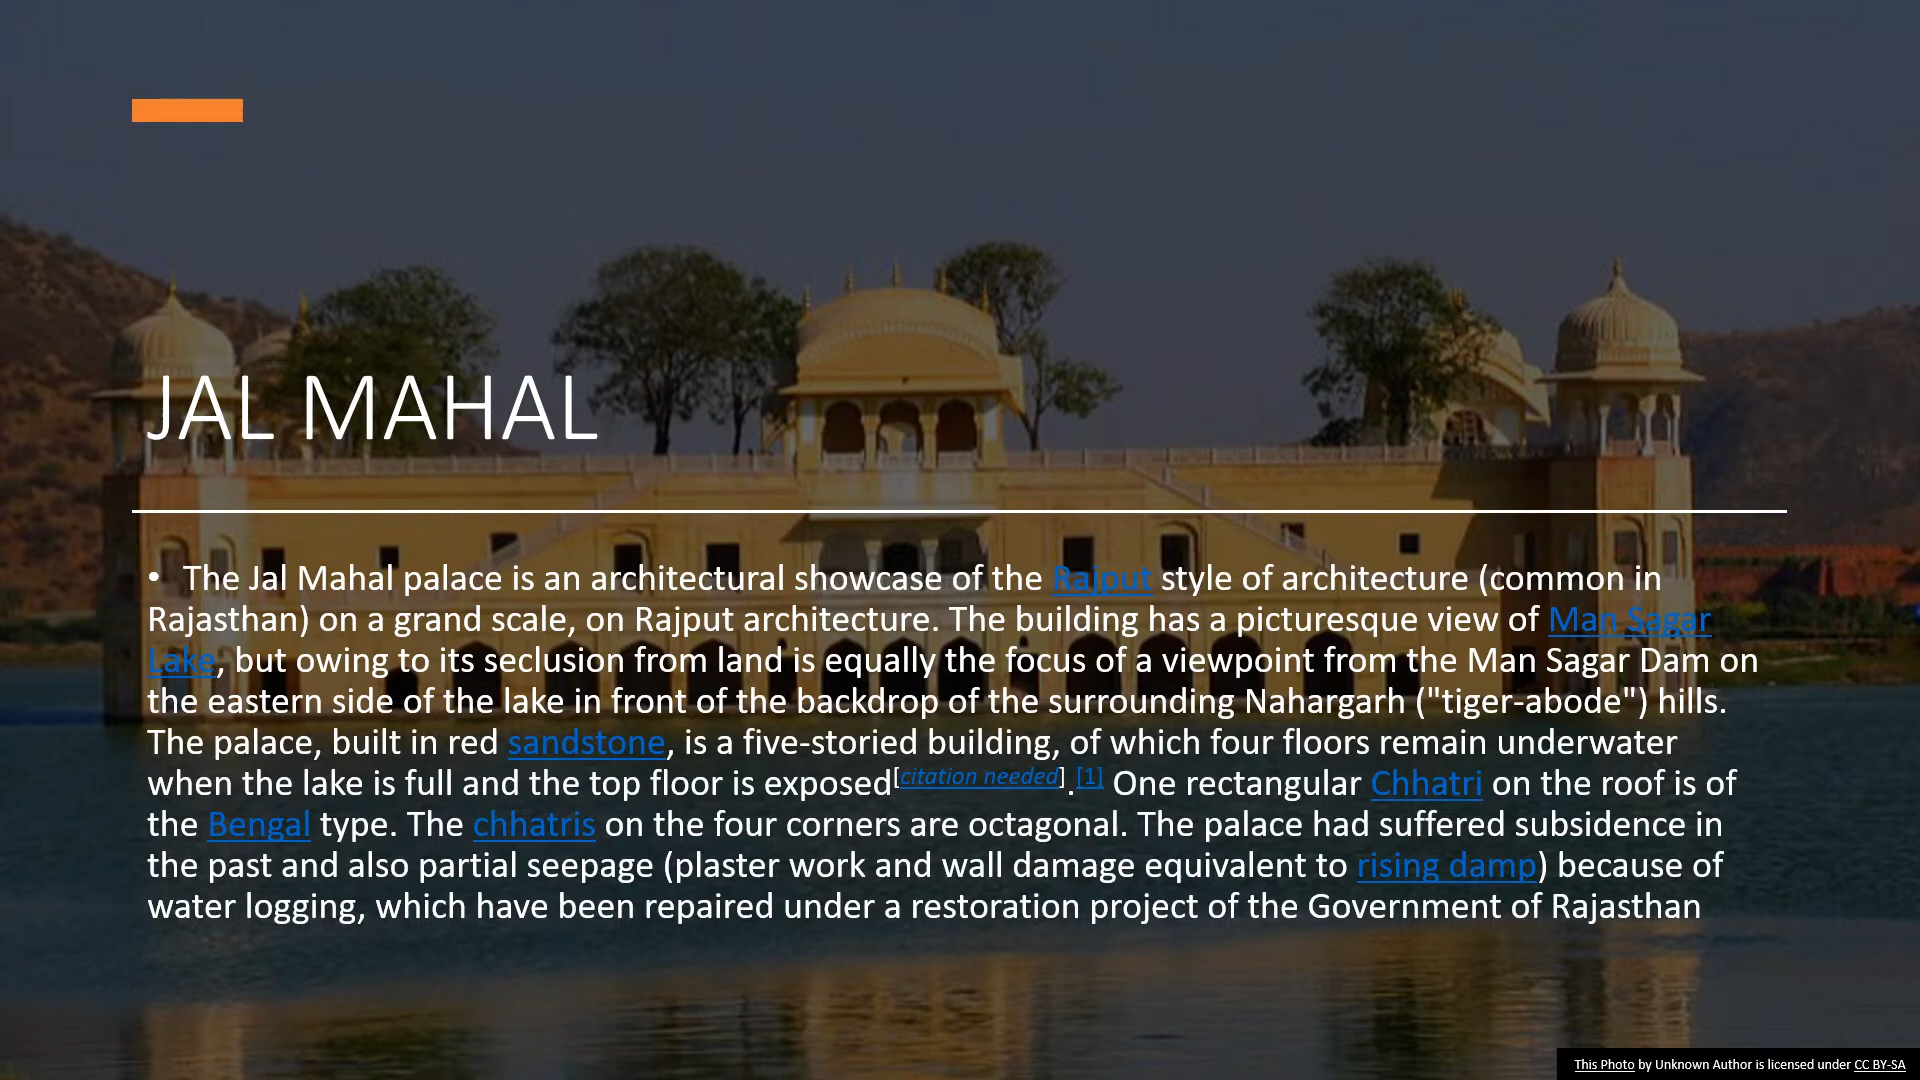 JAL MAHAL
• The Jal Mahal palace is an architectural showcase of the Rajput style of architecture (common in
Rajasthan) on a grand scale, on Rajput architecture. The building has a picturesque view of Man Sagar
Lake, but owing to its seclusion from land is equally the focus of a viewpoint from the Man Sagar Dam on
the eastern side of the lake in front of the backdrop of the surrounding Nahargarh ("tiger-abode") hills.
The palace, built in red sandstone, is a five-storied building, of which four floors remain underwater
when the lake is full and the top floor is exposed[citation needed].[1] One rectangular Chhatri on the roof is of
the Bengal type. The chhatris on the four corners are octagonal. The palace had suffered subsidence in
the past and also partial seepage (plaster work and wall damage equivalent to rising damp) because of
water logging, which have been repaired under a restoration project of the Government of Rajasthan
This Photo by Unknown Author is licensed under CC BY-SA